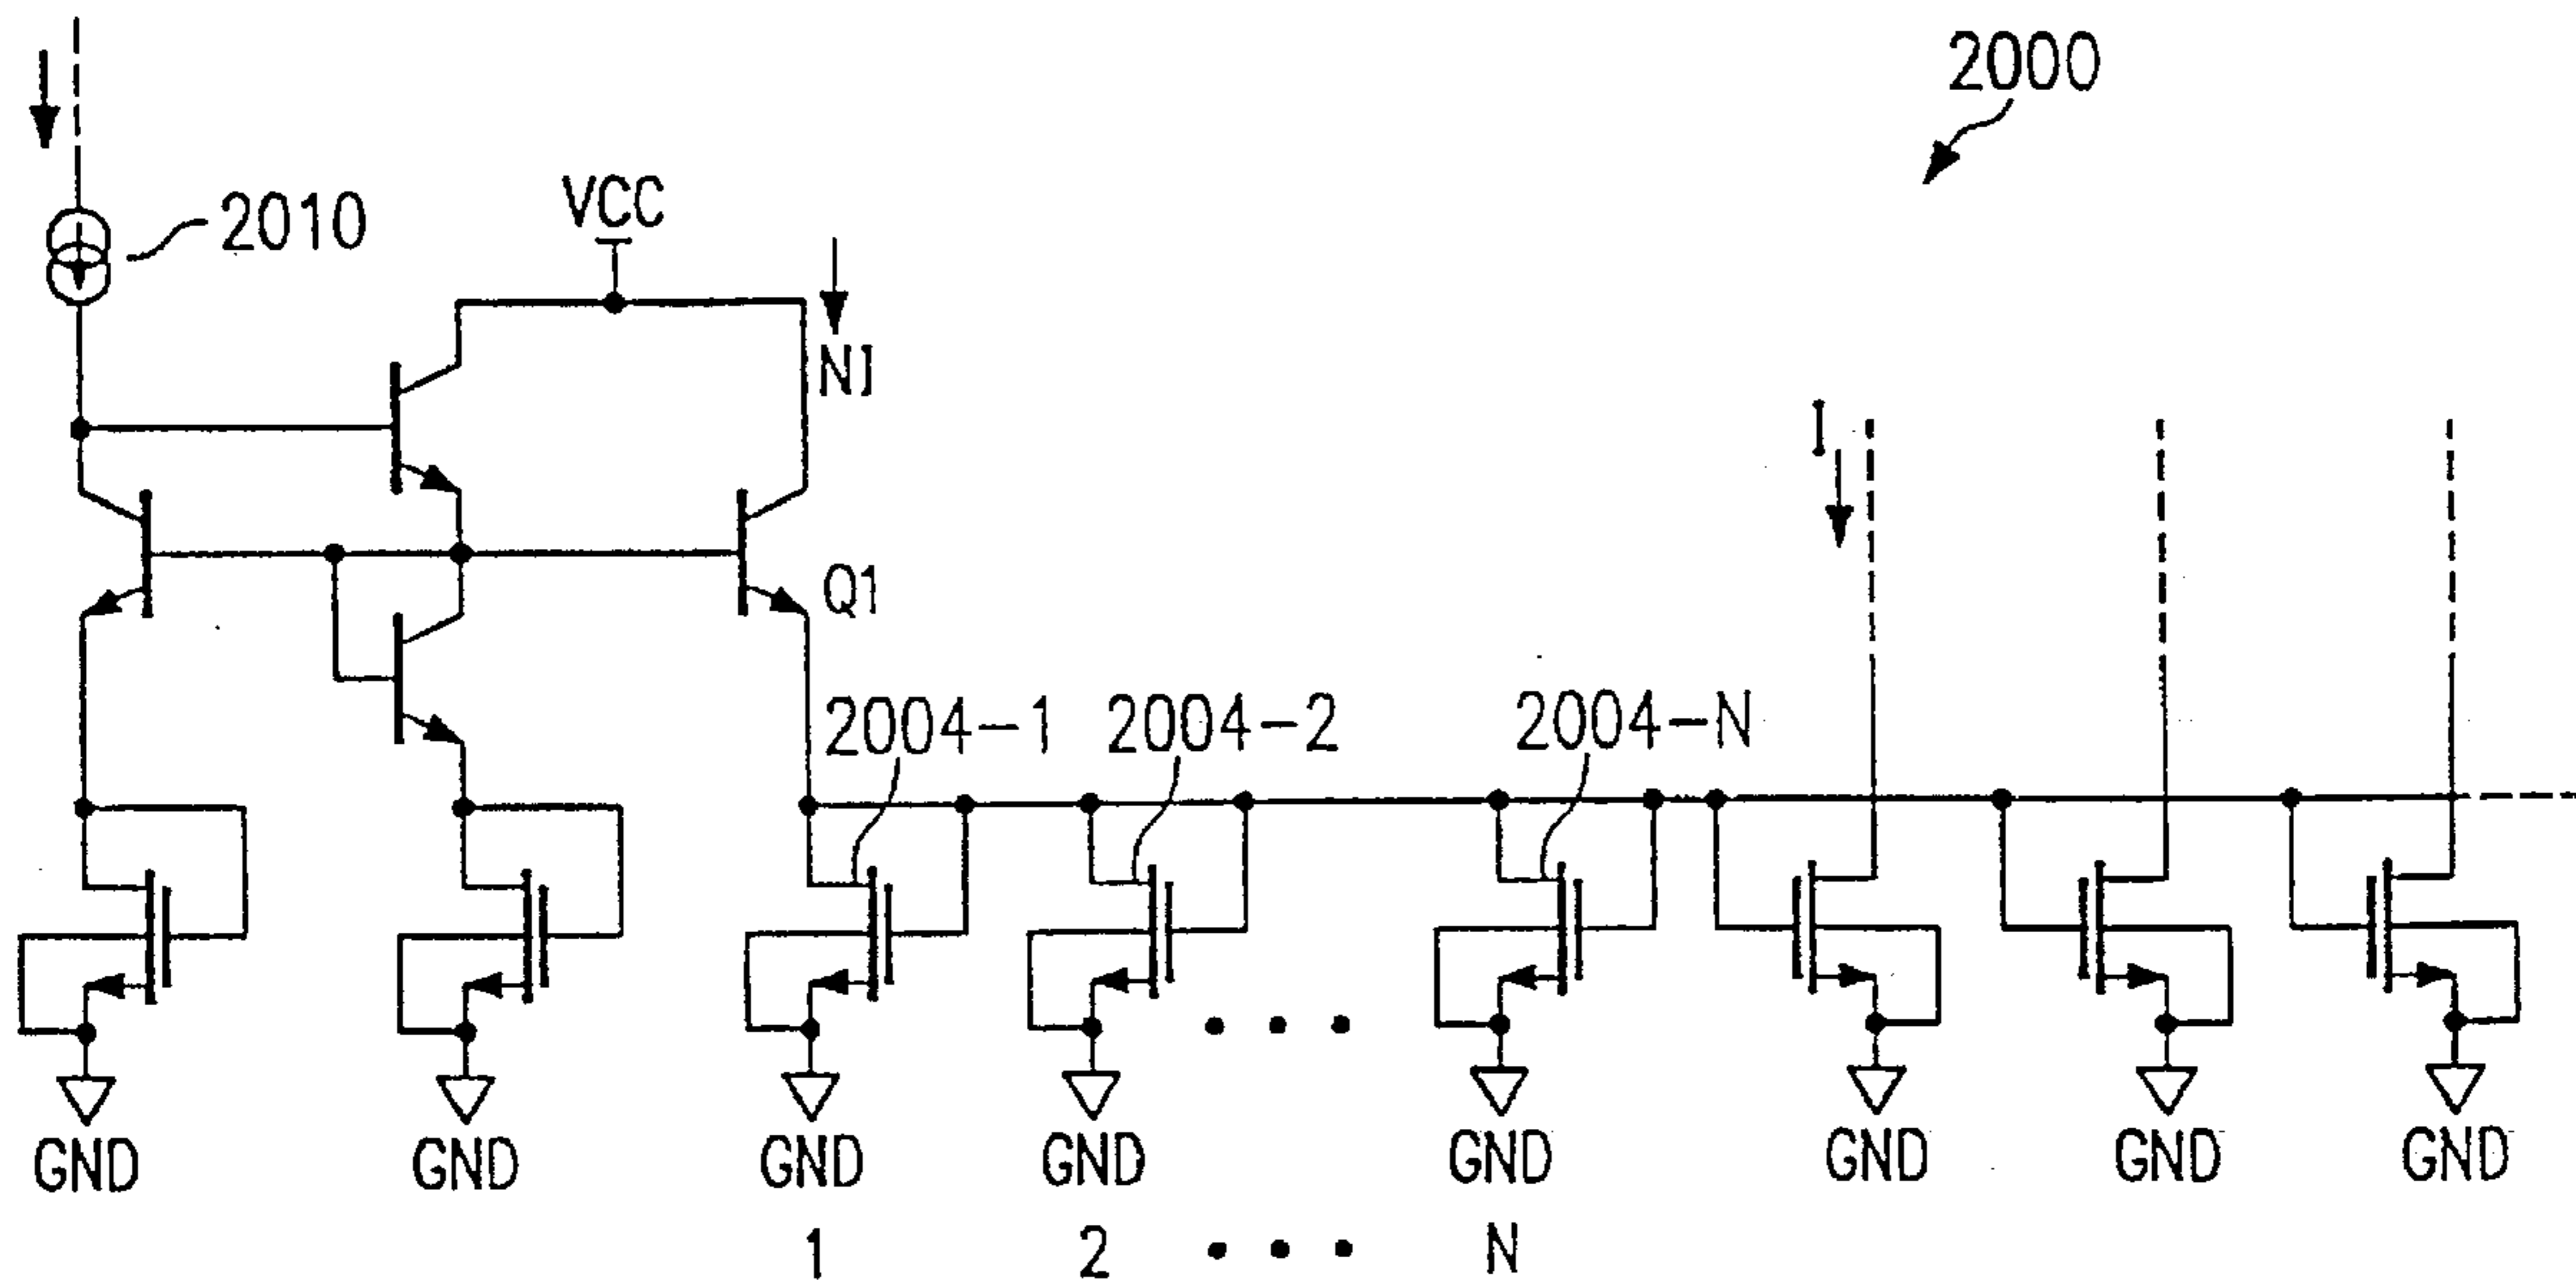 2000
2010
VCC
NI
I
Q1
2004-1 2004-2 2004-N
GND GND GND GND GND GND GND GND
1 2 • • • N